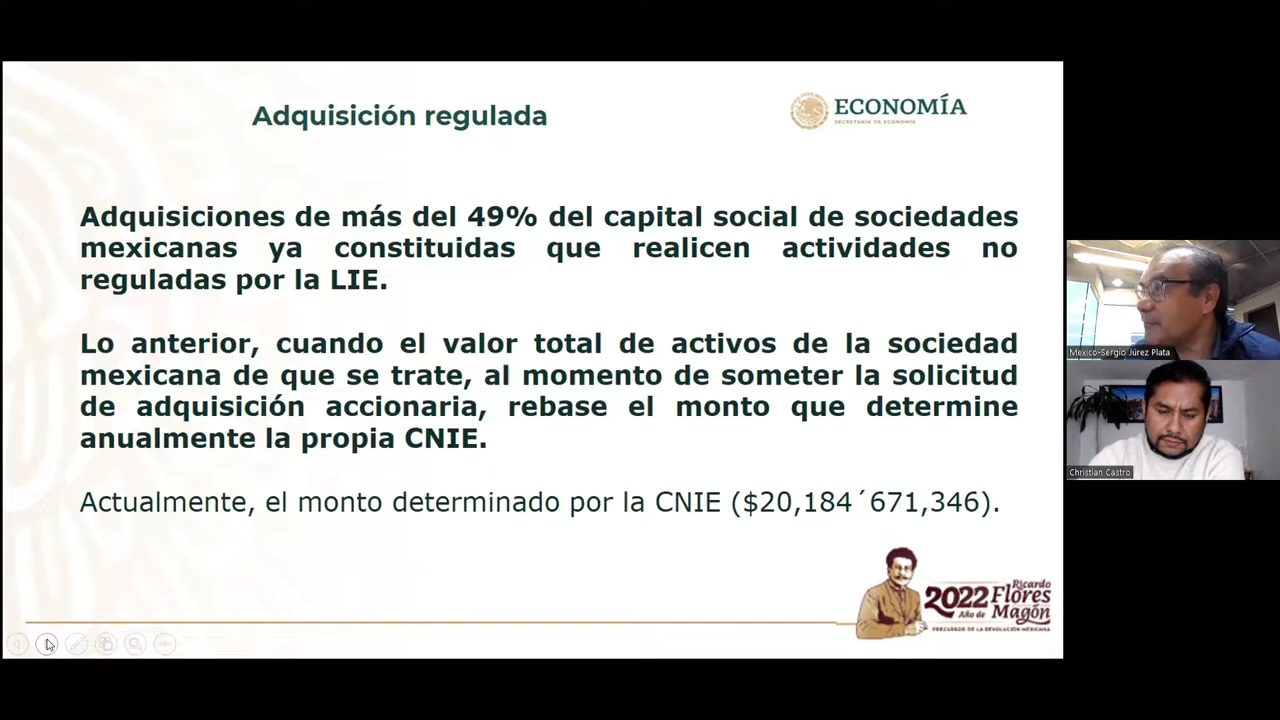 Adquisición regulada
ECONOMÍA
SECRETARÍA DE ECONOMÍA
Adquisiciones de más del 49% del capital social de sociedades
mexicanas ya constituidas que realicen actividades no
reguladas por la LIE.
Lo anterior, cuando el valor total de activos de la sociedad
mexicana de que se trate, al momento de someter la solicitud
de adquisición accionaria, rebase el monto que determine
anualmente la propia CNIE.
Actualmente, el monto determinado por la CNIE ($20,184´671,346).
2022 Ricardo
Flores
Año de Magón
PRECURSOR DE LA REVOLUCIÓN MEXICANA
Mexico-Sergio Júrez Plata
Christian Castro